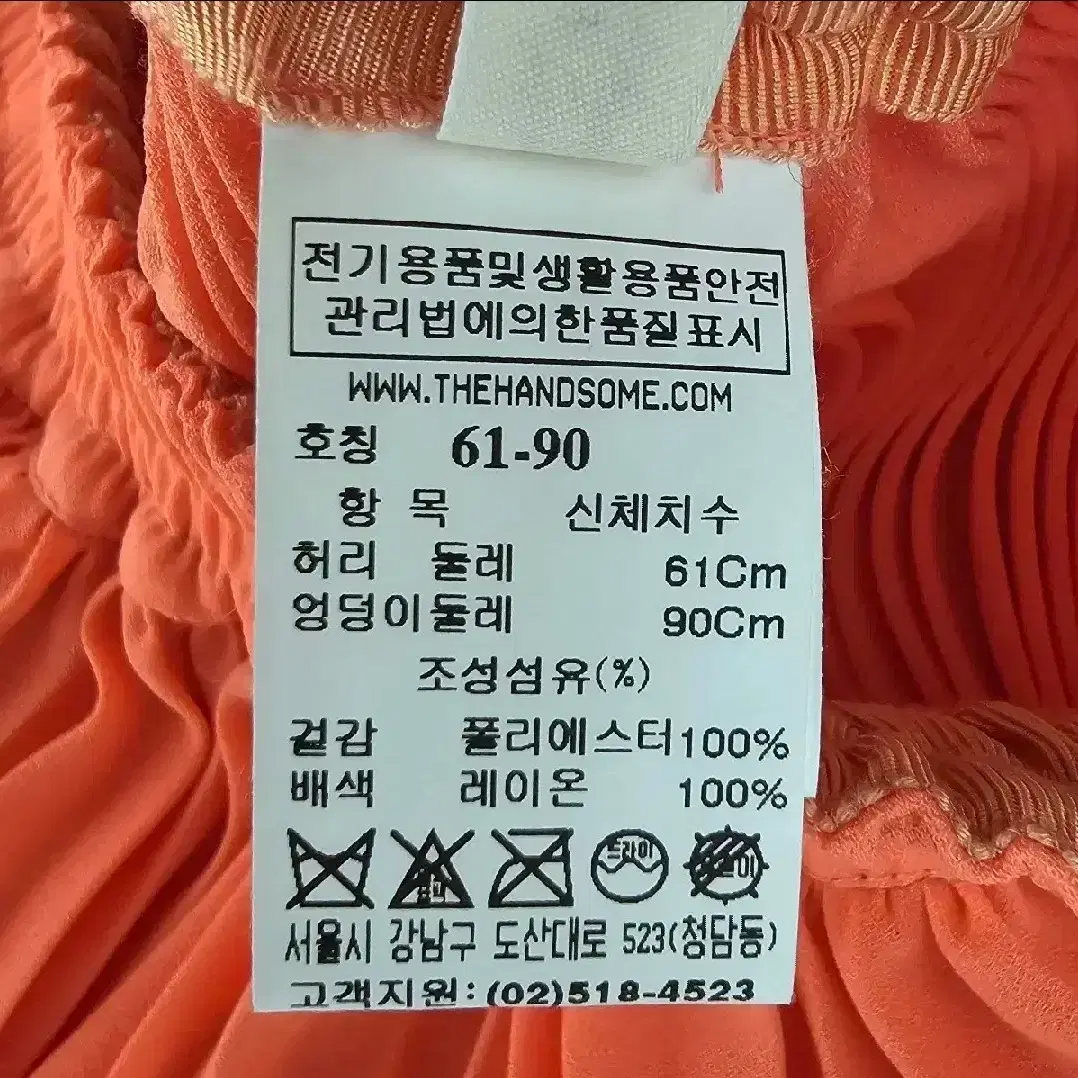 전기용품및생활용품안전
관리법에의한품질표시
WWW.THEHANDSOME.COM
호칭 61-90
항 목 신체치수
허리 둘레 61Cm
엉덩이둘레 90Cm
조성섬유(%)
겉감 폴리에스터100%
배색 레이온 100%
드라이
서울시 강남구 도산대로 523(청담동)
고객지원:(02)518-4523